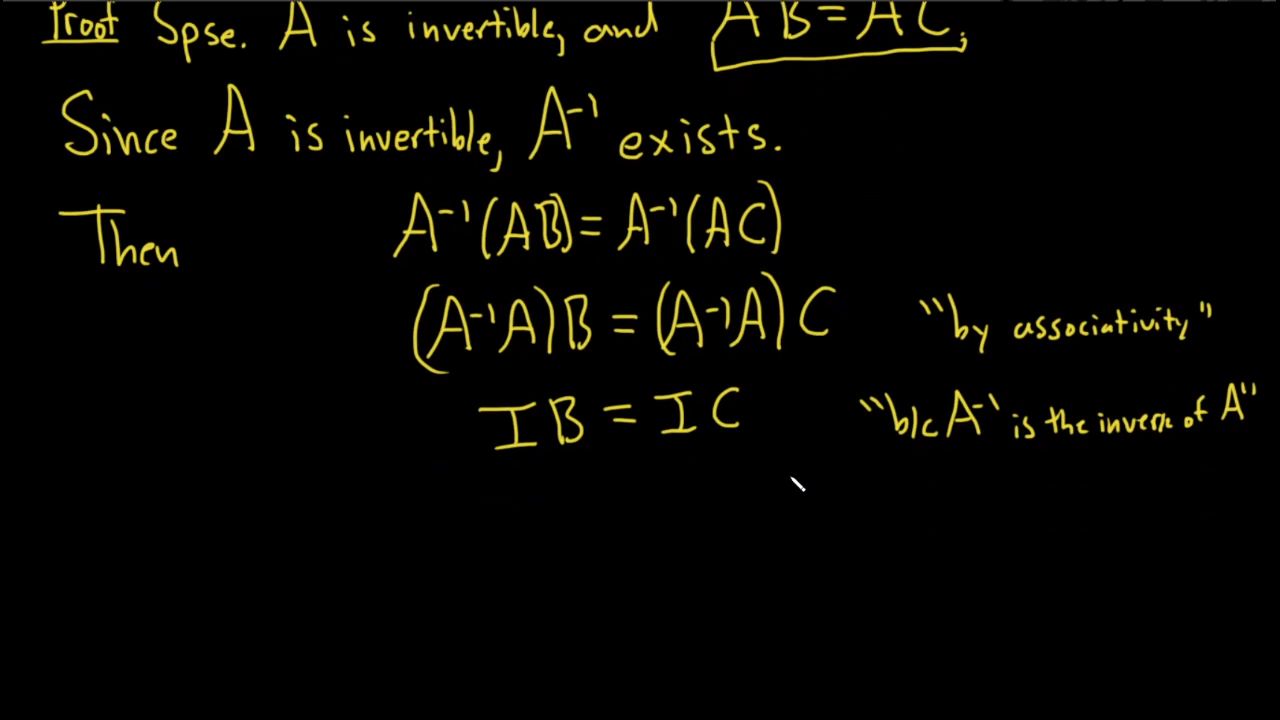 Proof Spse. A is invertible, and AB = AC.
Since A is invertible, A⁻¹ exists.
Then A⁻¹(AB) = A⁻¹(AC)
(A⁻¹A)B = (A⁻¹A)C "by associativity"
IB = IC "b/c A⁻¹ is the inverse of A"